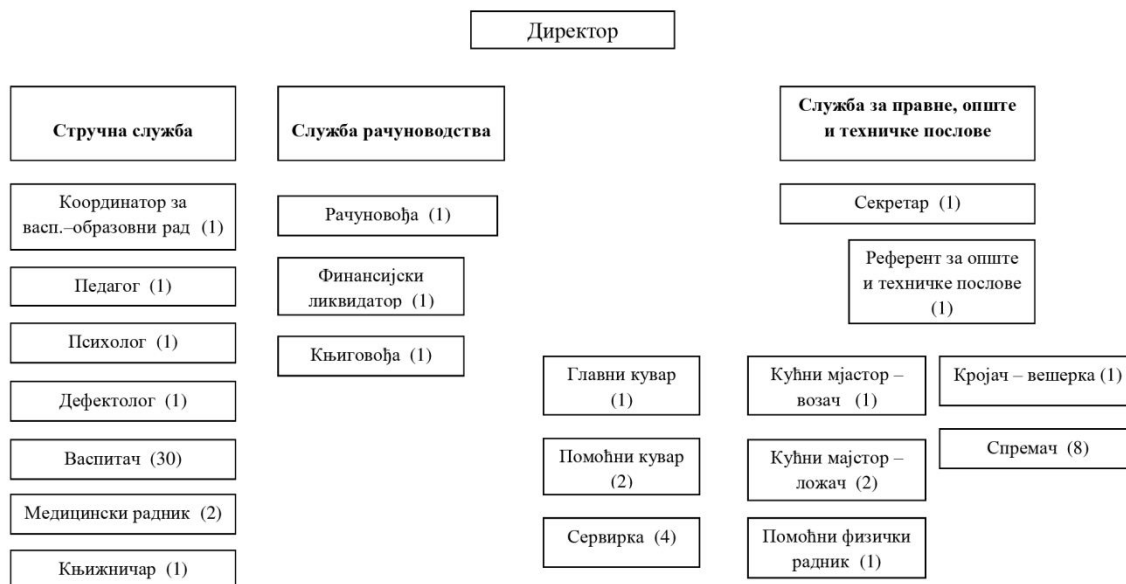 Директор
Стручна служба
Служба рачуноводства
Служба за правне, опште
и техничке послове
Координатор за
васп.–образовни рад (1)
Педагог (1)
Психолог (1)
Дефектолог (1)
Васпитач (30)
Медицински радник (2)
Књижничар (1)
Рачуновођа (1)
Финансијски
ликвидатор (1)
Књиговођа (1)
Секретар (1)
Референт за опште
и техничке послове
(1)
Главни кувар
(1)
Помоћни кувар
(2)
Сервирка (4)
Кућни мјастор –
возач (1)
Кућни мајстор –
ложач (2)
Помоћни физички
радник (1)
Кројач – вешерка (1)
Спремач (8)